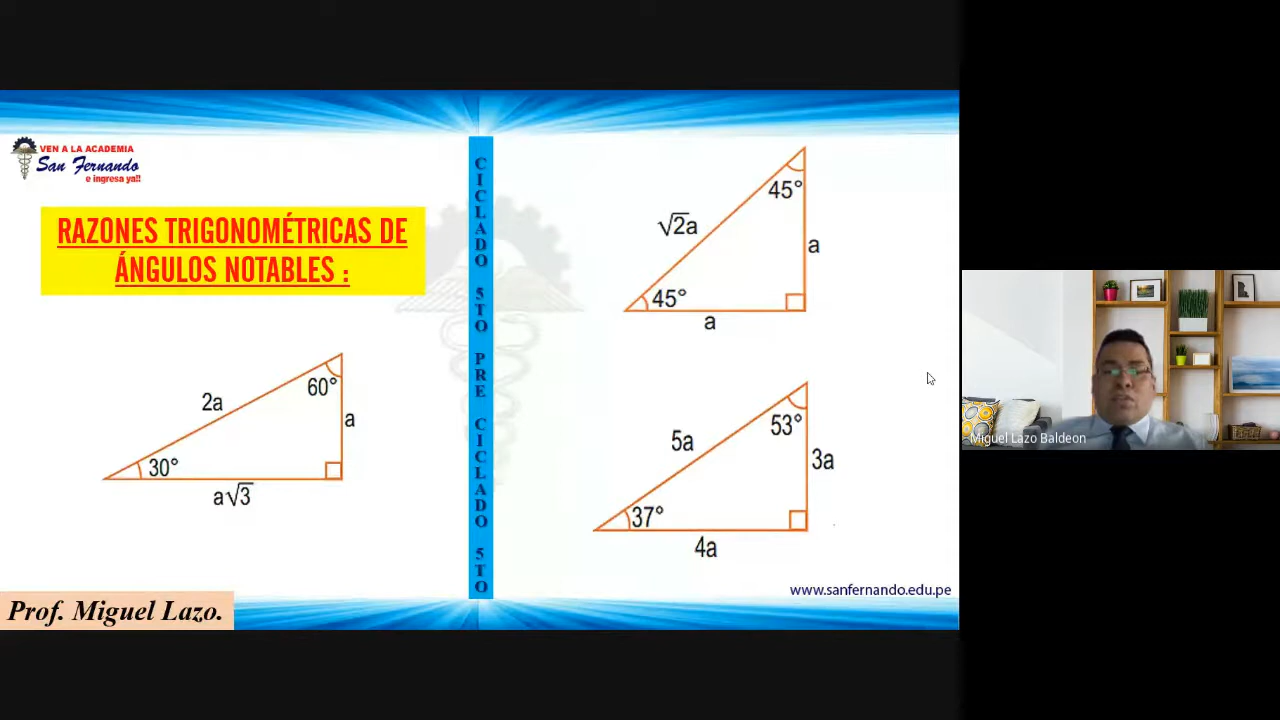 VEN A LA ACADEMIA
San Fernando
e ingresa ya!!
RAZONES TRIGONOMÉTRICAS DE
ÁNGULOS NOTABLES :
2a
60°
a
30°
a√3
Prof. Miguel Lazo.
CICLADO 5TO PRE CICLADO 5TO
45°
√2a
a
45°
a
53°
5a
3a
37°
4a
www.sanfernando.edu.pe
Miguel Lazo Baldeon